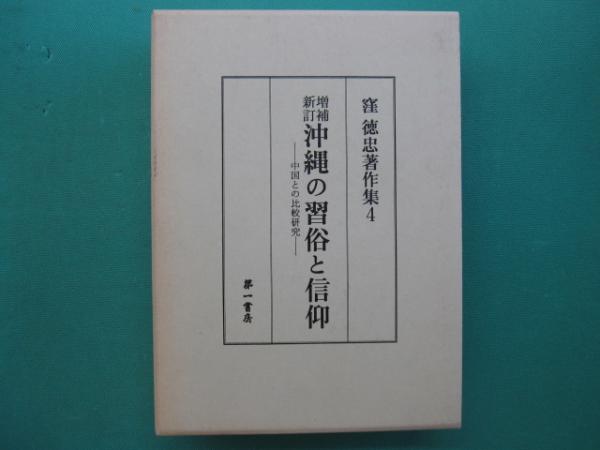 窪徳忠著作集4
増補
新訂
沖縄の習俗と信仰
―中国との比較研究―
第一書房